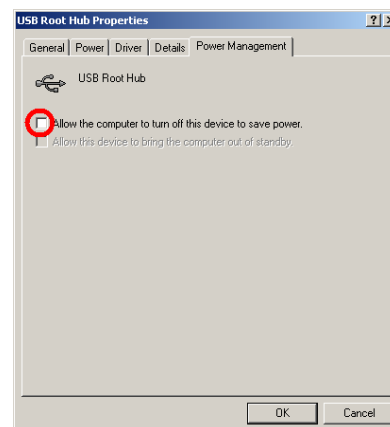 USB Root Hub Properties
General Power Driver Details Power Management
USB Root Hub
Allow the computer to turn off this device to save power.
Allow this device to bring the computer out of standby.
OK Cancel